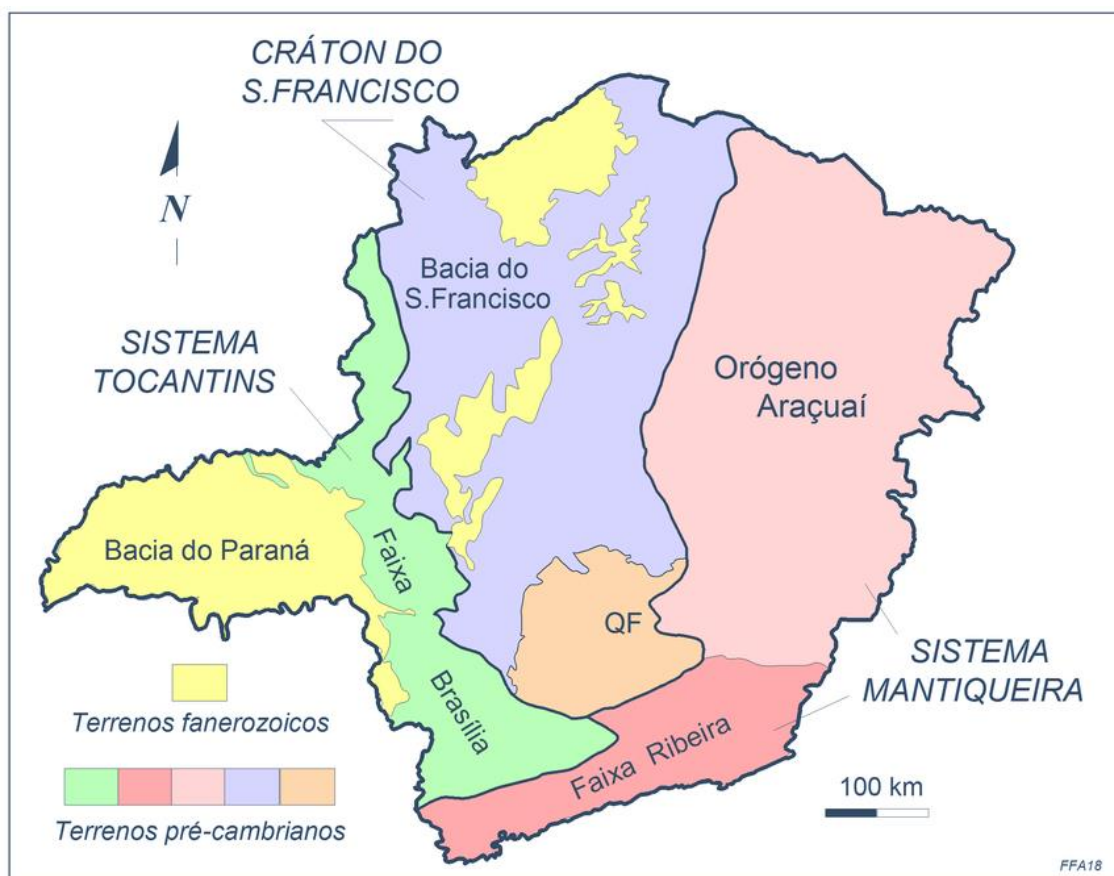 CRÁTON DO
S.FRANCISCO
N
Bacia do
S.Francisco
SISTEMA
TOCANTINS
Orógeno
Araçuaí
Bacia do Paraná
Faixa
Brasília
QF
SISTEMA
MANTIQUEIRA
Faixa Ribeira
Terrenos fanerozoicos
Terrenos pré-cambrianos
100 km
FFA18